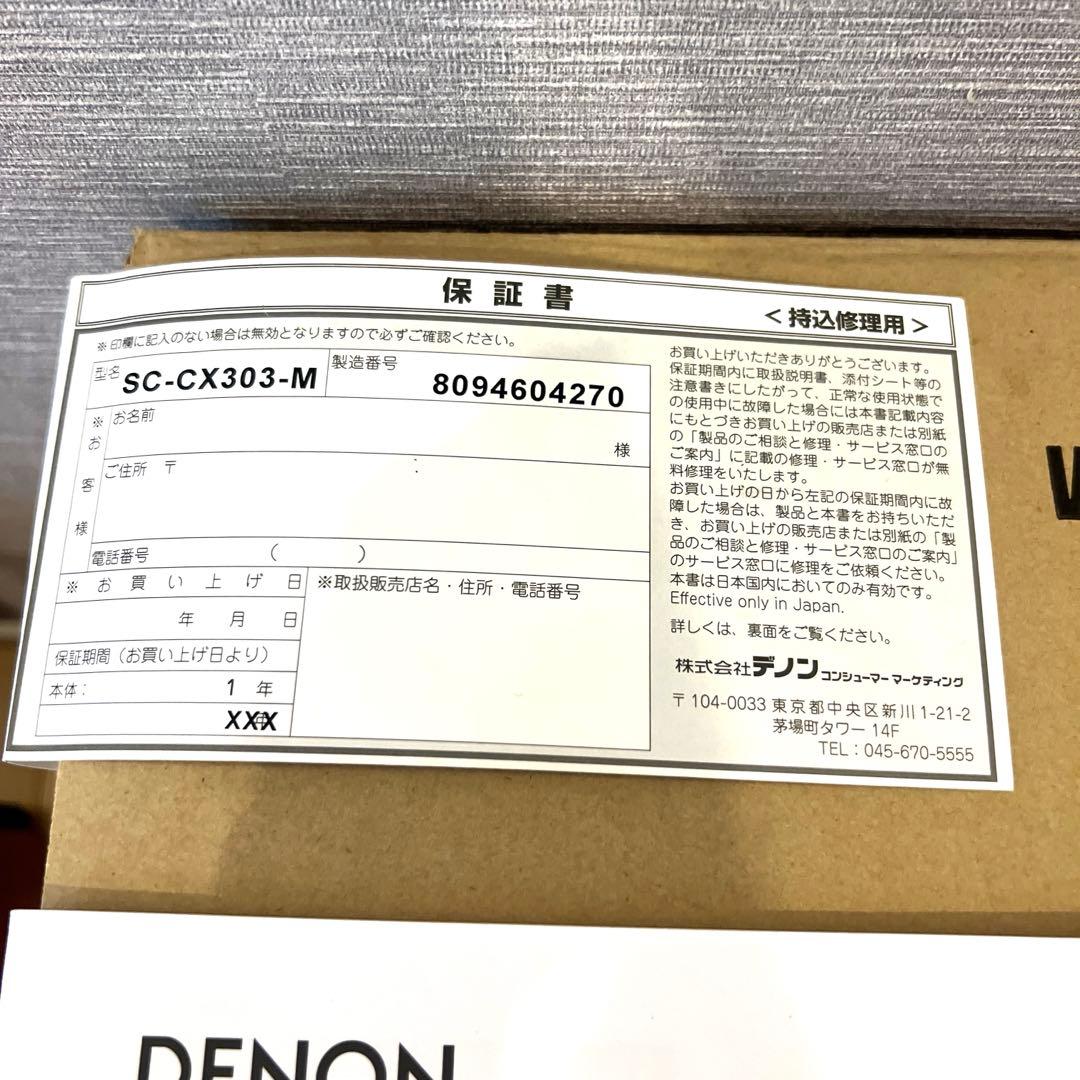 保証書
<持込修理用>
※印欄に記入のない場合は無効となりますので必ずご確認ください。
型名 SC-CX303-M 製造番号 8094604270
※お客様
お名前
様
ご住所 〒
電話番号 ( )
※お買い上げ日
年 月 日
保証期間(お買い上げ日より)
本体: 1 年
XXX
※取扱販売店名・住所・電話番号
お買い上げいただきありがとうございます。
保証期間内に取扱説明書、添付シート等の
注意書きにしたがって、正常な使用状態で
の使用中に故障した場合には本書記載内容
にもとづきお買い上げの販売店または別紙
の「製品のご相談と修理・サービス窓口の
ご案内」に記載の修理・サービス窓口が無
料修理をいたします。
お買い上げの日から左記の保証期間内に故
障した場合は、製品と本書をお持ちいただ
き、お買い上げの販売店または別紙の「製
品のご相談と修理・サービス窓口のご案内」
のサービス窓口に修理をご依頼ください。
本書は日本国内においてのみ有効です。
Effective only in Japan.
詳しくは、裏面をご覧ください。
株式会社デノン コンシューマー マーケティング
〒104-0033 東京都中央区新川 1-21-2
茅場町タワー 14F
TEL:045-670-5555
DENON